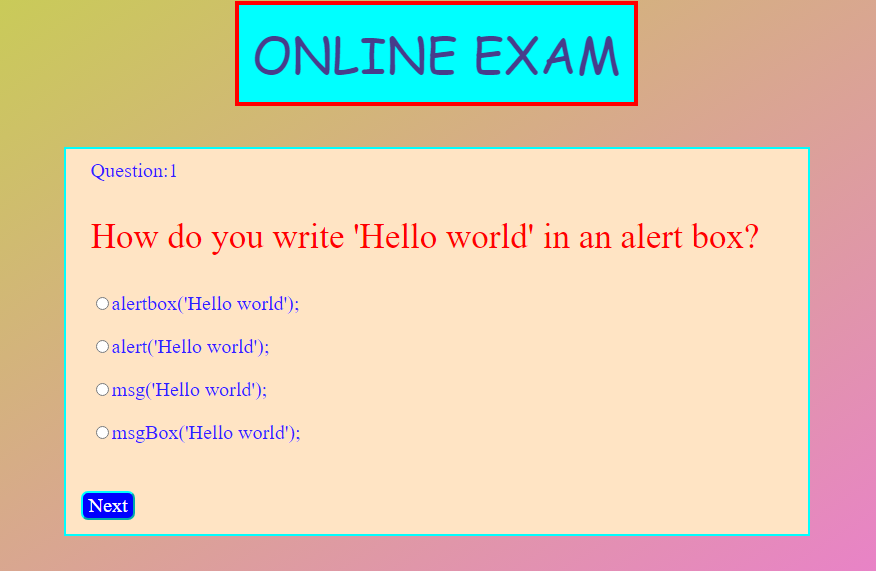 ONLINE EXAM
Question:1
How do you write 'Hello world' in an alert box?
alertbox('Hello world');
alert('Hello world');
msg('Hello world');
msgBox('Hello world');
Next